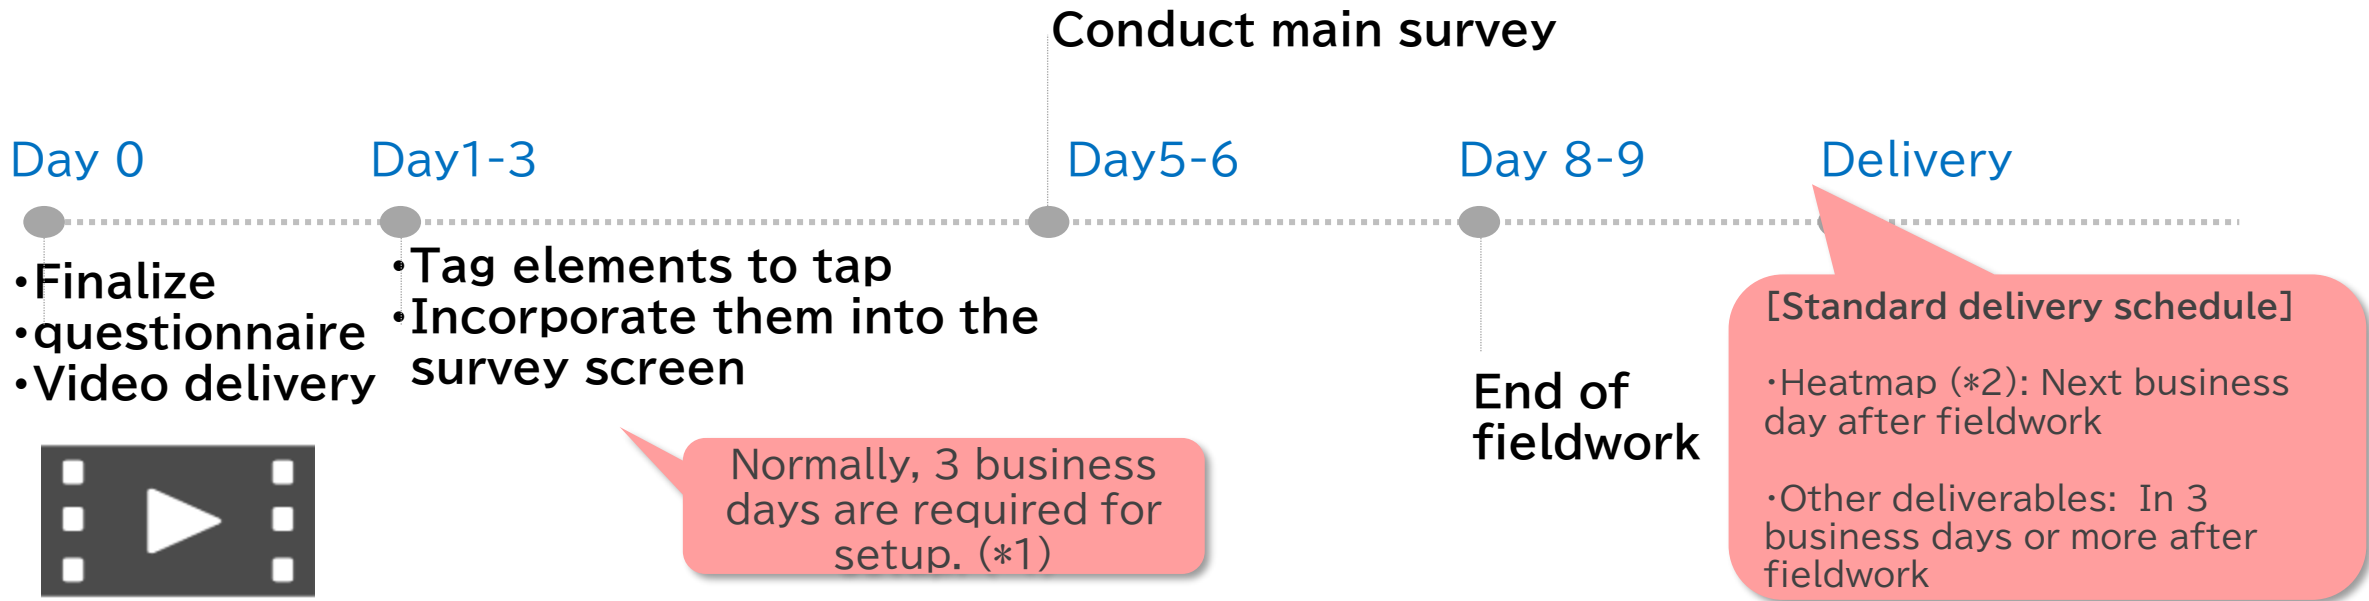 Conduct main survey
Day 0
Day1-3
Day5-6
Day 8-9
Delivery
・Finalize
・questionnaire
・Video delivery
・Tag elements to tap
・Incorporate them into the
survey screen
Normally, 3 business
days are required for
setup. (*1)
End of
fieldwork
[Standard delivery schedule]
・Heatmap (*2): Next business
day after fieldwork
・Other deliverables: In 3
business days or more after
fieldwork